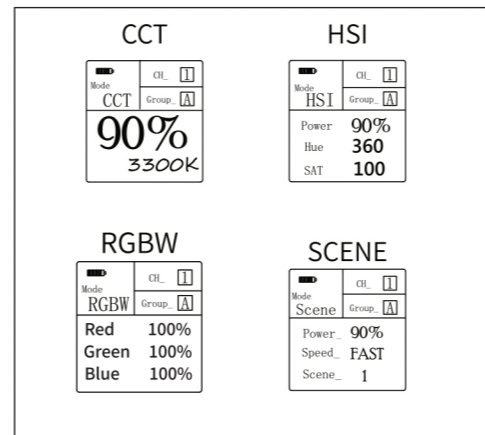 CCT
CH_ 1
Mode
CCT
Group_ A
90%
3300K
HSI
CH_ 1
Mode
HSI
Group_ A
Power 90%
Hue 360
SAT 100
RGBW
CH_ 1
Mode
RGBW
Group_ A
Red 100%
Green 100%
Blue 100%
SCENE
CH_ 1
Mode
Scene
Group_ A
Power_ 90%
Speed_ FAST
Scene_ 1